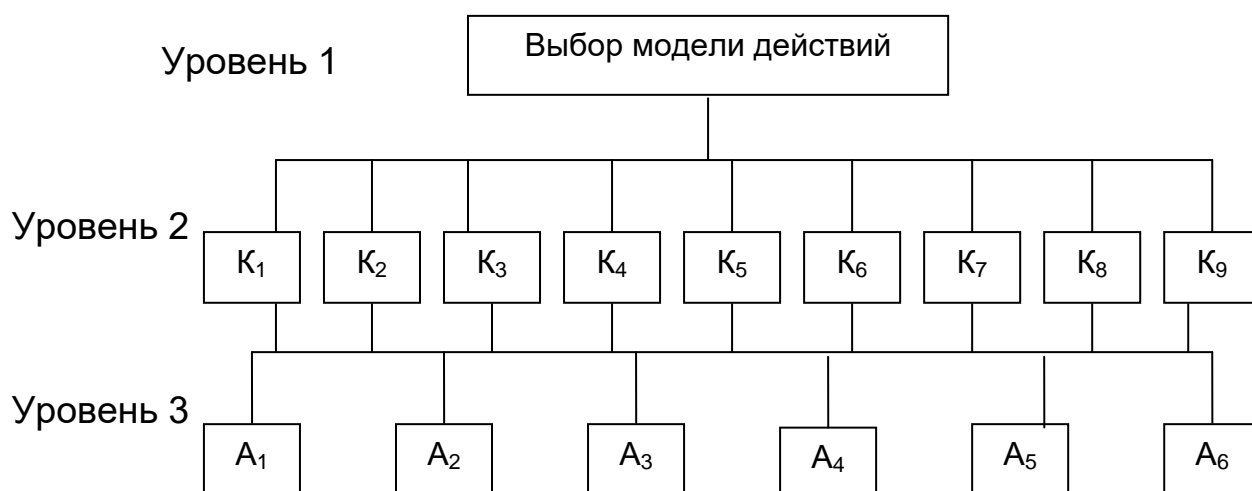 Уровень 1
Выбор модели действий
Уровень 2
К₁ К₂ К₃ К₄ К₅ К₆ К₇ К₈ К₉
Уровень 3
А₁ А₂ А₃ А₄ А₅ А₆